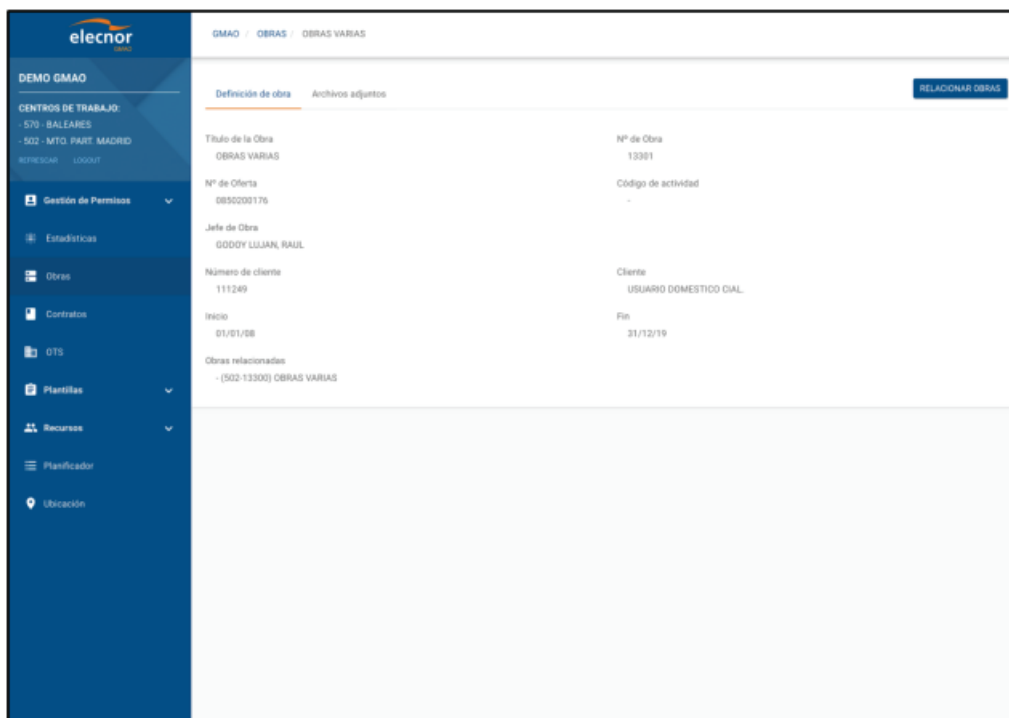 elecnor
GMAO
GMAO / OBRAS / OBRAS VARIAS
DEMO GMAO
CENTROS DE TRABAJO:
- 570 - BALEARES
- 502 - MTO. PART. MADRID
REFRESCAR LOGOUT
Gestión de Permisos
Estadísticas
Obras
Contratos
OTS
Plantillas
Recursos
Planificador
Ubicación
Definición de obra Archivos adjuntos
RELACIONAR OBRAS
Título de la Obra
OBRAS VARIAS
Nº de Obra
13301
Nº de Oferta
0850200176
Código de actividad
-
Jefe de Obra
GODOY LUJAN, RAUL
Número de cliente
111249
Cliente
USUARIO DOMESTICO CIAL.
Inicio
01/01/08
Fin
31/12/19
Obras relacionadas
- (502-13300) OBRAS VARIAS